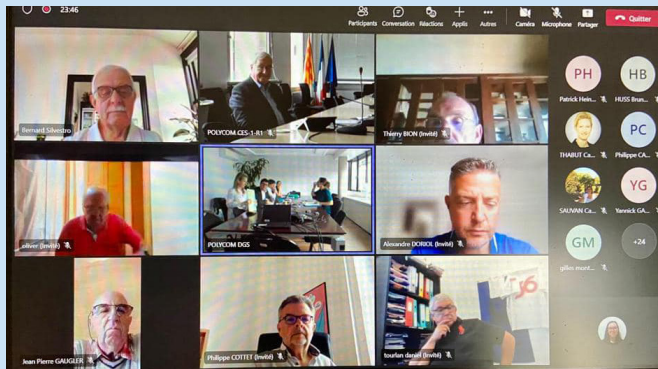 23:46
Participants Conversation Réactions Applis Autres Caméra Microphone Partager Quitter
Bernard Silvestro
POLYCOM CES-1-R1
Thierry BION (Invité)
PH HB
Patrick Hein... HUSS Brun...
PC
THABUT Ca... Philippe CA...
oliver (Invité)
POLYCOM DGS
Alexandre DORIOL (Invité)
YG
SAUVAN Ca... Yannick GA...
GM +24
gilles munt...
Jean Pierre GAUGLER
Philippe COTTET (Invité)
tourlan daniel (Invité)